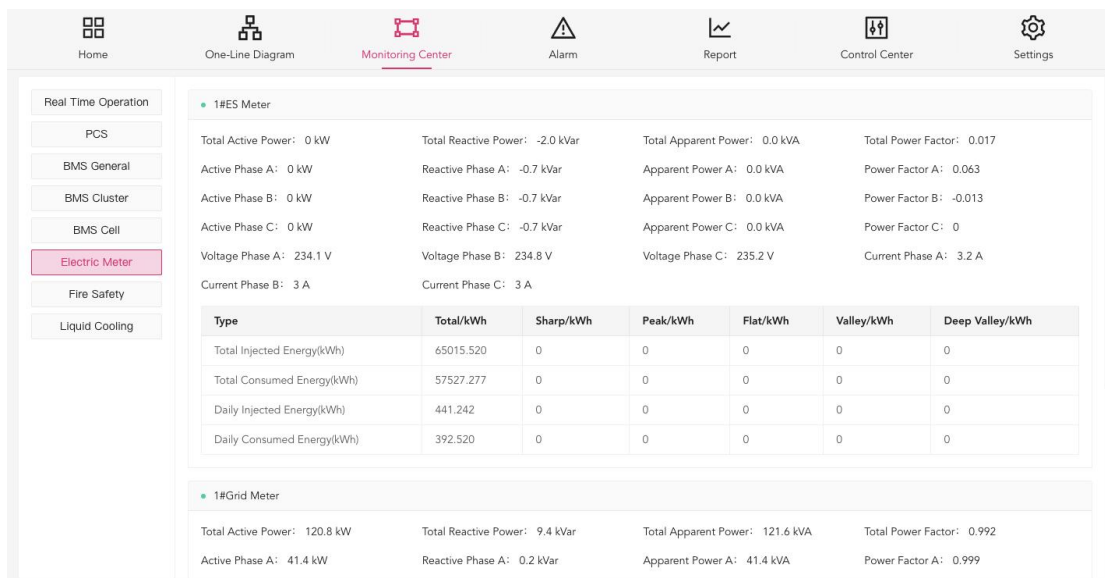 Home One-Line Diagram Monitoring Center Alarm Report Control Center Settings
Real Time Operation
PCS
BMS General
BMS Cluster
BMS Cell
Electric Meter
Fire Safety
Liquid Cooling
1#ES Meter
Total Active Power: 0 kW Total Reactive Power: -2.0 kVar Total Apparent Power: 0.0 kVA Total Power Factor: 0.017
Active Phase A: 0 kW Reactive Phase A: -0.7 kVar Apparent Power A: 0.0 kVA Power Factor A: 0.063
Active Phase B: 0 kW Reactive Phase B: -0.7 kVar Apparent Power B: 0.0 kVA Power Factor B: -0.013
Active Phase C: 0 kW Reactive Phase C: -0.7 kVar Apparent Power C: 0.0 kVA Power Factor C: 0
Voltage Phase A: 234.1 V Voltage Phase B: 234.8 V Voltage Phase C: 235.2 V Current Phase A: 3.2 A
Current Phase B: 3 A Current Phase C: 3 A
Type Total/kWh Sharp/kWh Peak/kWh Flat/kWh Valley/kWh Deep Valley/kWh
Total Injected Energy(kWh) 65015.520 0 0 0 0 0
Total Consumed Energy(kWh) 57527.277 0 0 0 0 0
Daily Injected Energy(kWh) 441.242 0 0 0 0 0
Daily Consumed Energy(kWh) 392.520 0 0 0 0 0
1#Grid Meter
Total Active Power: 120.8 kW Total Reactive Power: 9.4 kVar Total Apparent Power: 121.6 kVA Total Power Factor: 0.992
Active Phase A: 41.4 kW Reactive Phase A: 0.2 kVar Apparent Power A: 41.4 kVA Power Factor A: 0.999